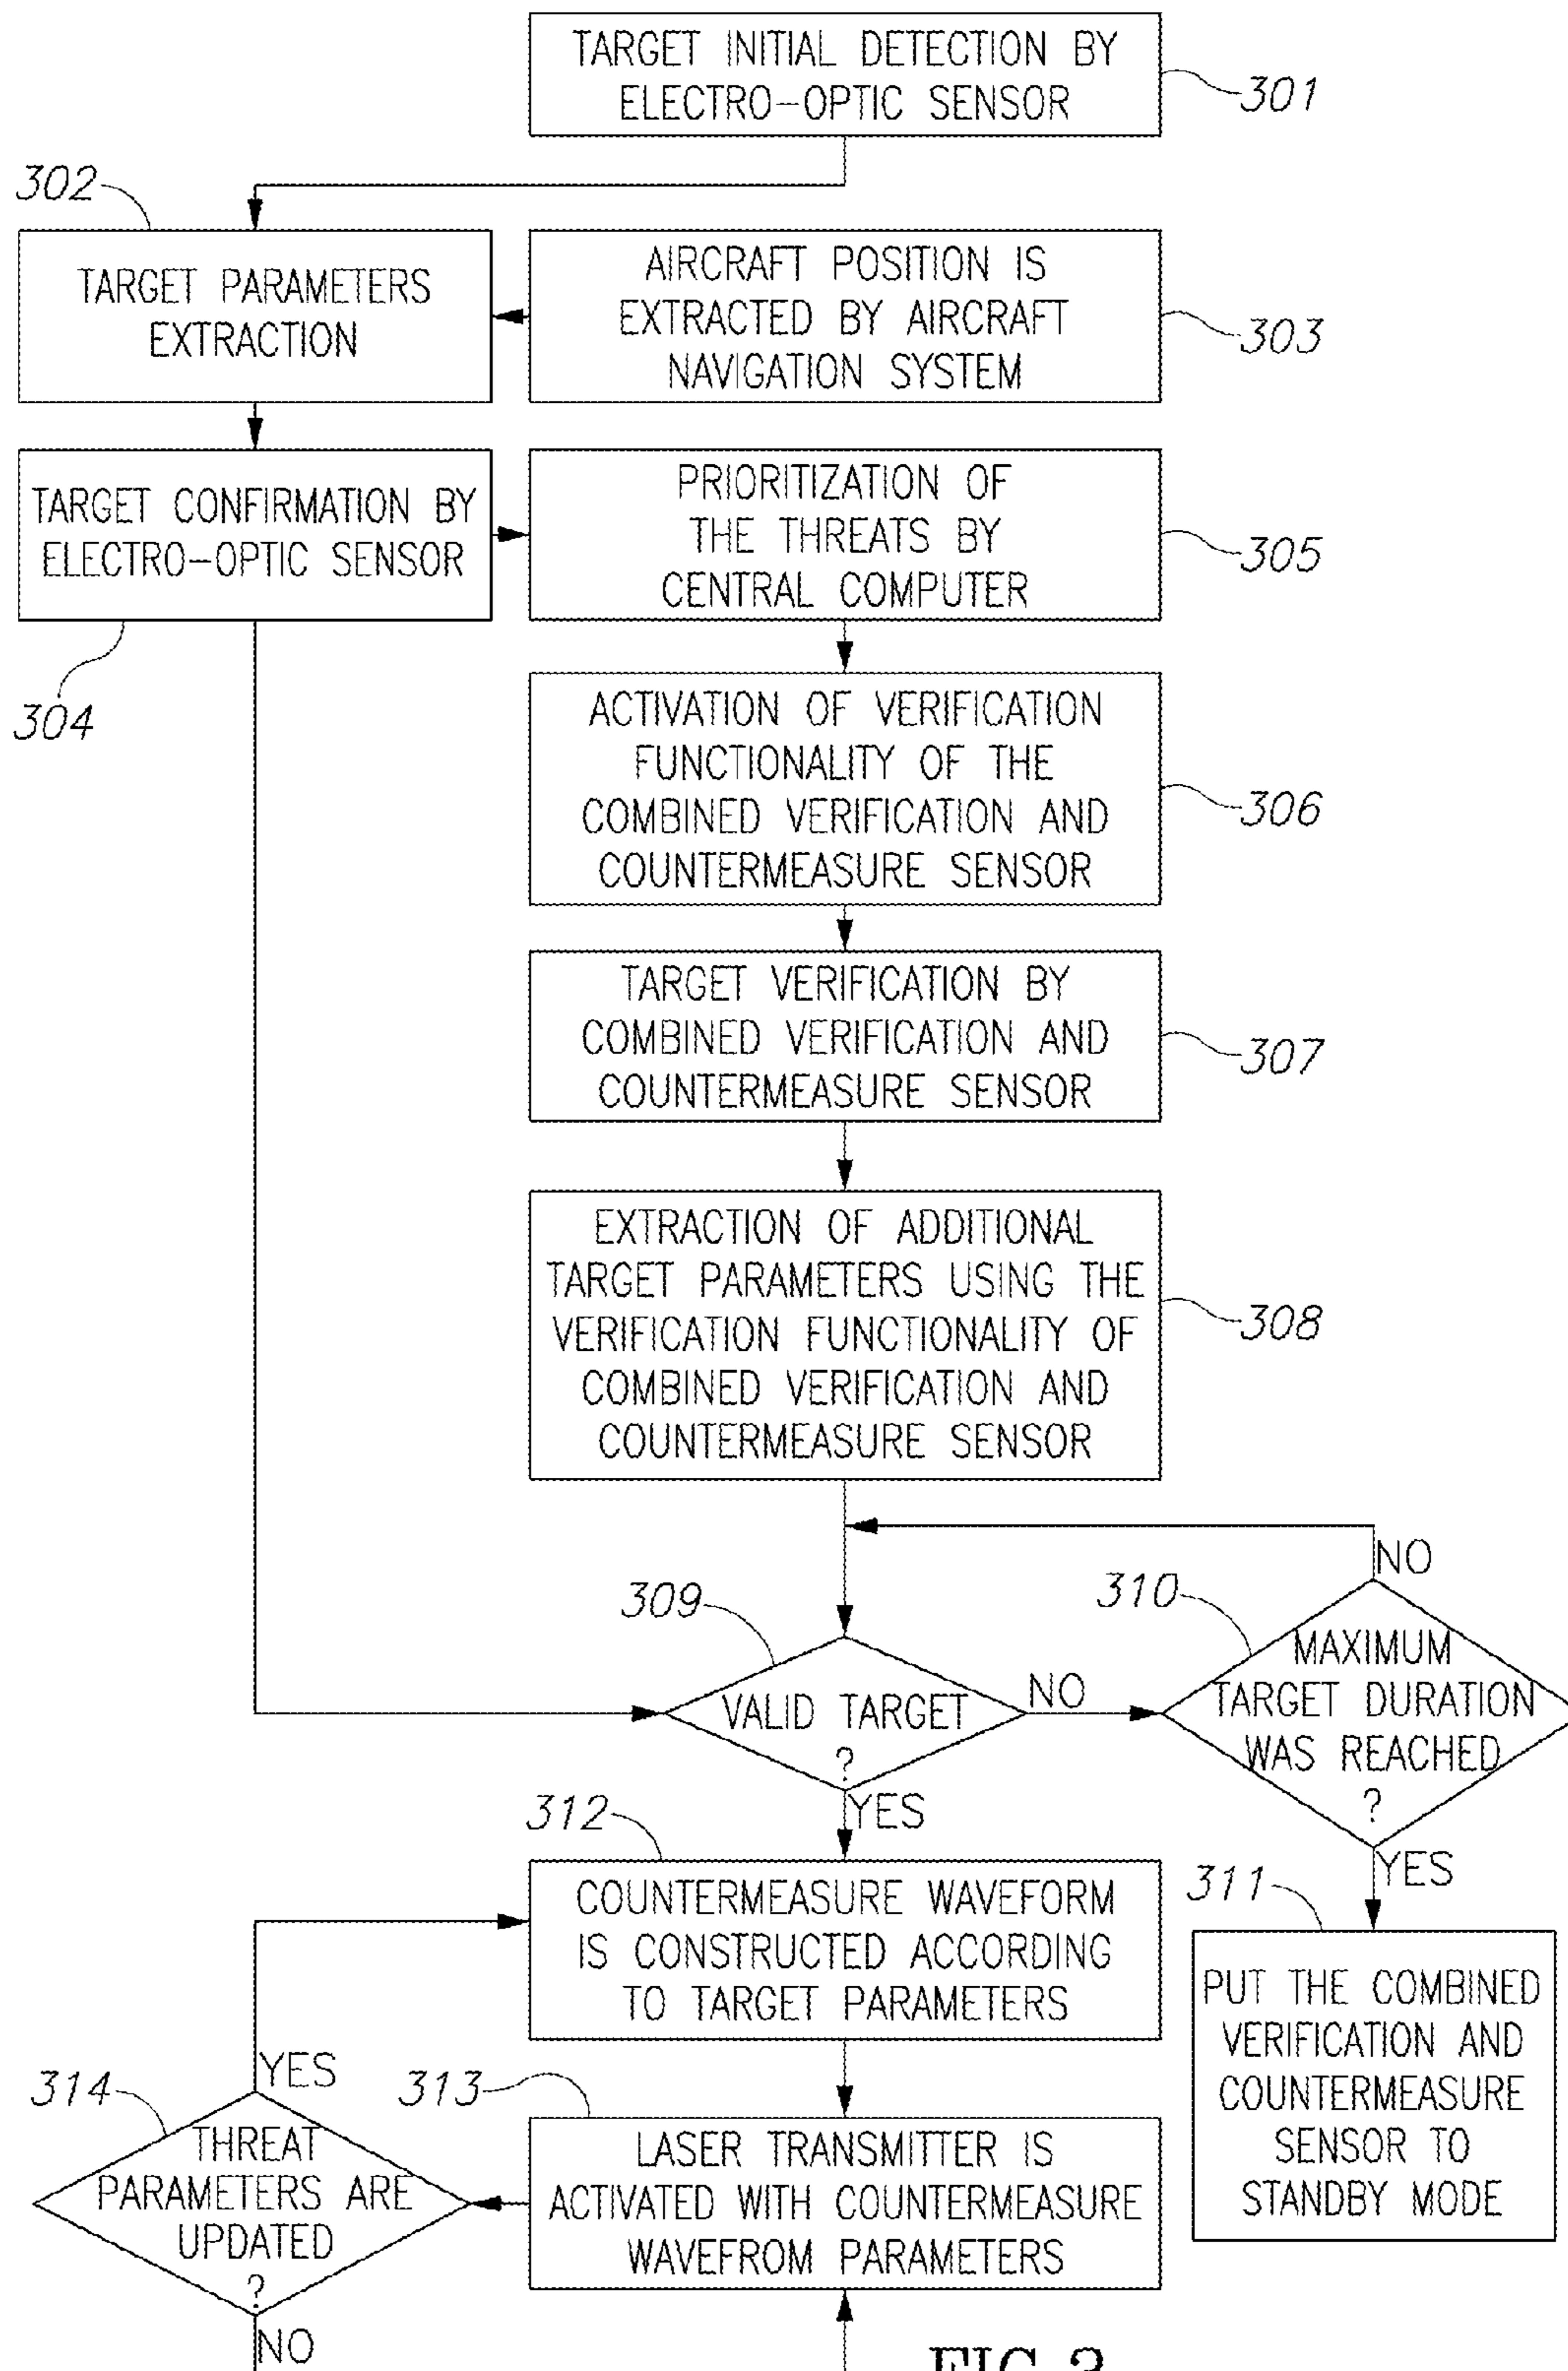 TARGET INITIAL DETECTION BY
ELECTRO-OPTIC SENSOR
301
302
TARGET PARAMETERS
EXTRACTION
AIRCRAFT POSITION IS
EXTRACTED BY AIRCRAFT
NAVIGATION SYSTEM
303
TARGET CONFIRMATION BY
ELECTRO-OPTIC SENSOR
304
PRIORITIZATION OF
THE THREATS BY
CENTRAL COMPUTER
305
ACTIVATION OF VERIFICATION
FUNCTIONALITY OF THE
COMBINED VERIFICATION AND
COUNTERMEASURE SENSOR
306
TARGET VERIFICATION BY
COMBINED VERIFICATION AND
COUNTERMEASURE SENSOR
307
EXTRACTION OF ADDITIONAL
TARGET PARAMETERS USING THE
VERIFICATION FUNCTIONALITY OF
COMBINED VERIFICATION AND
COUNTERMEASURE SENSOR
308
309
VALID TARGET
?
NO
YES
310
NO
MAXIMUM
TARGET DURATION
WAS REACHED
?
YES
311
PUT THE COMBINED
VERIFICATION AND
COUNTERMEASURE
SENSOR TO
STANDBY MODE
312
COUNTERMEASURE WAVEFORM
IS CONSTRUCTED ACCORDING
TO TARGET PARAMETERS
313
LASER TRANSMITTER IS
ACTIVATED WITH COUNTERMEASURE
WAVEFROM PARAMETERS
314
YES
THREAT
PARAMETERS ARE
UPDATED
?
NO
FIG.3